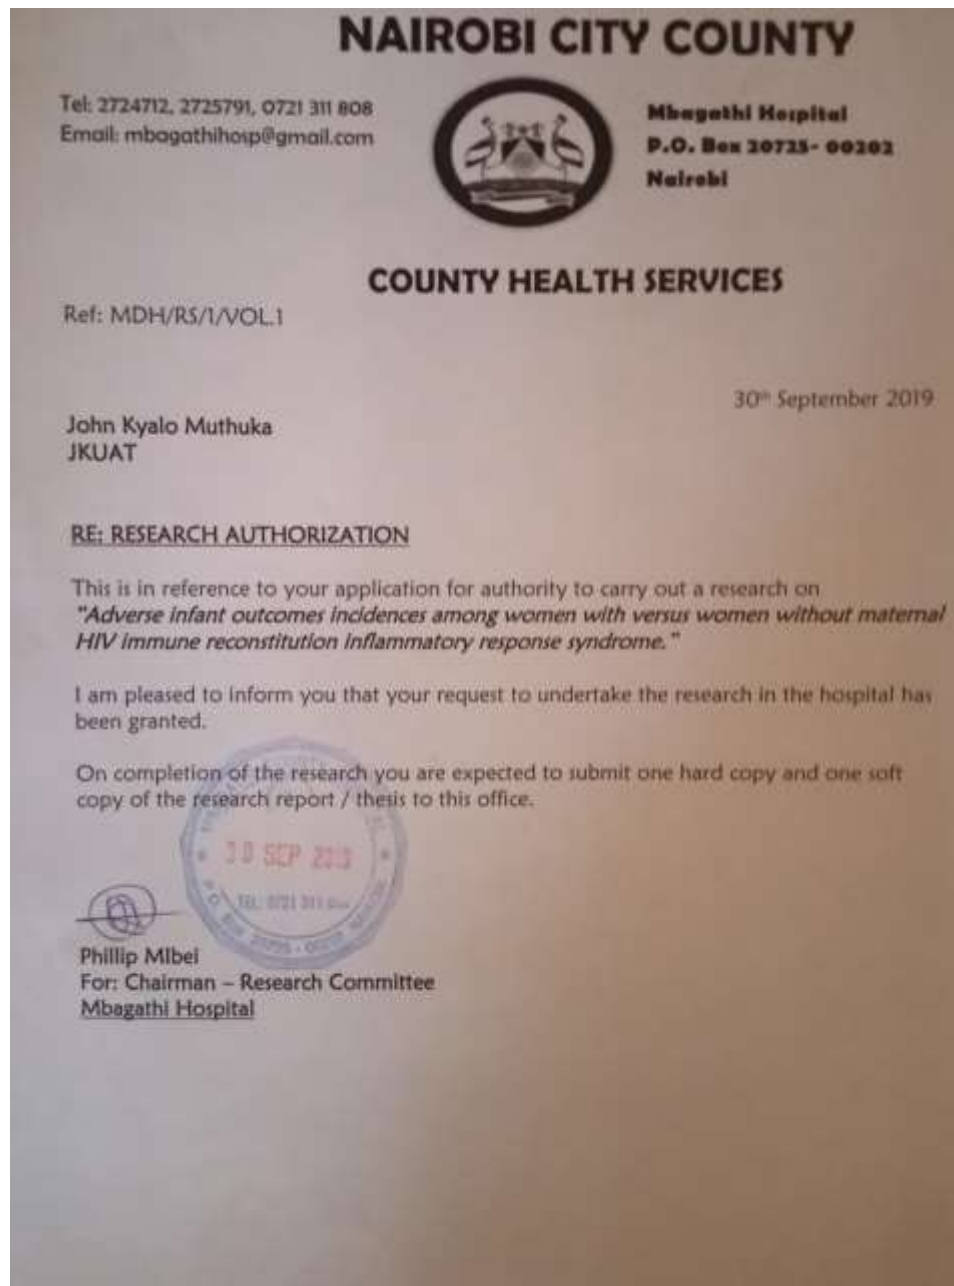 NAIROBI CITY COUNTY
Tel: 2724712, 2725791, 0721 311 808
Email: mbagathihosp@gmail.com
Mbagathi Hospital
P.O. Box 20725- 00202
Nairobi
COUNTY HEALTH SERVICES
Ref: MDH/RS/1/VOL.1
30th September 2019
John Kyalo Muthuka
JKUAT
RE: RESEARCH AUTHORIZATION
This is in reference to your application for authority to carry out a research on
"Adverse infant outcomes incidences among women with versus women without maternal
HIV immune reconstitution inflammatory response syndrome."
I am pleased to inform you that your request to undertake the research in the hospital has
been granted.
On completion of the research you are expected to submit one hard copy and one soft
copy of the research report / thesis to this office.
30 SEP 2019
TEL: 0721 311
P.O. Box 20725 - NAIROBI
Phillip Mibei
For: Chairman – Research Committee
Mbagathi Hospital